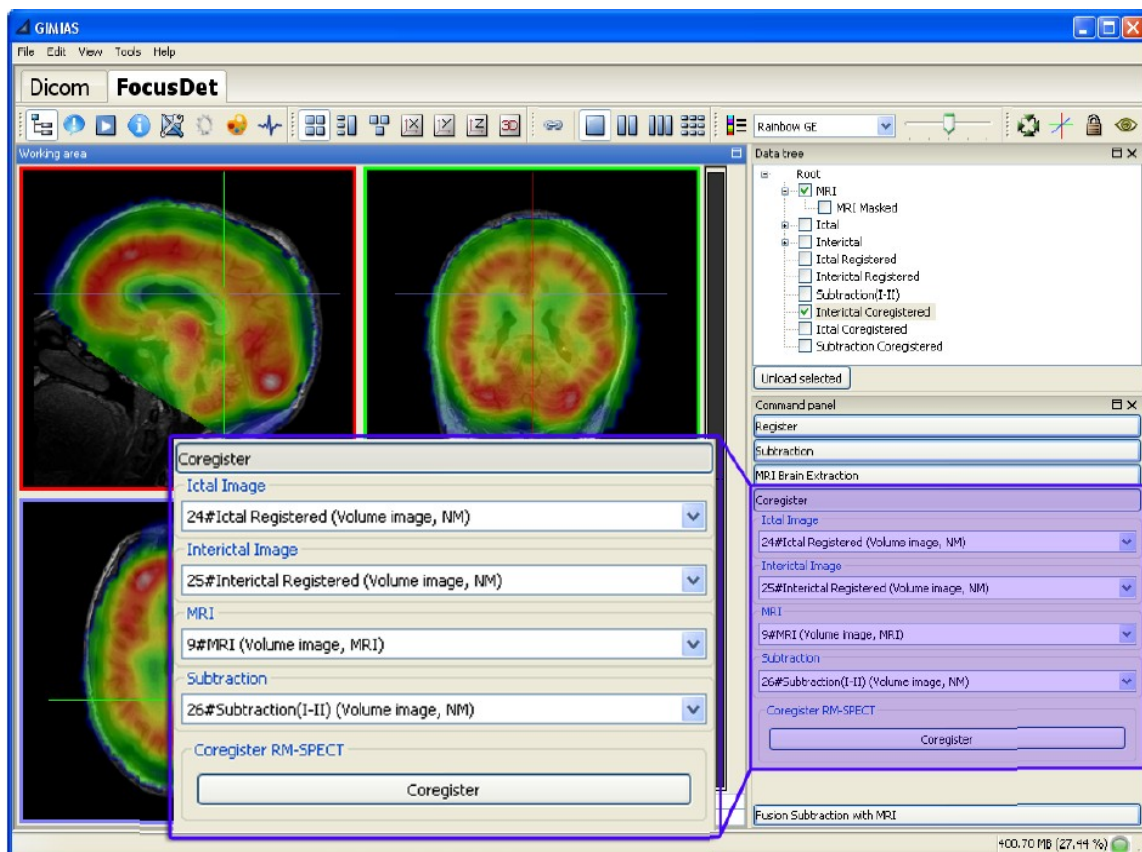 GIMIAS
File Edit View Tools Help
Dicom FocusDet
X Y Z 3D Rainbow GE
Working area
Data tree
Root
MRI
MRI Masked
Ictal
Interictal
Ictal Registered
Interictal Registered
Subtraction(I-II)
Interictal Coregistered
Ictal Coregistered
Subtraction Coregistered
Unload selected
Command panel
Register
Subtraction
MRI Brain Extraction
Coregister
Ictal Image
24#Ictal Registered (Volume image, NM)
Interictal Image
25#Interictal Registered (Volume image, NM)
MRI
9#MRI (Volume image, MRI)
Subtraction
26#Subtraction(I-II) (Volume image, NM)
Coregister RM-SPECT
Coregister
Fusion Subtraction with MRI
Coregister
Ictal Image
24#Ictal Registered (Volume image, NM)
Interictal Image
25#Interictal Registered (Volume image, NM)
MRI
9#MRI (Volume image, MRI)
Subtraction
26#Subtraction(I-II) (Volume image, NM)
Coregister RM-SPECT
Coregister
400.70 MB (27.44 %)